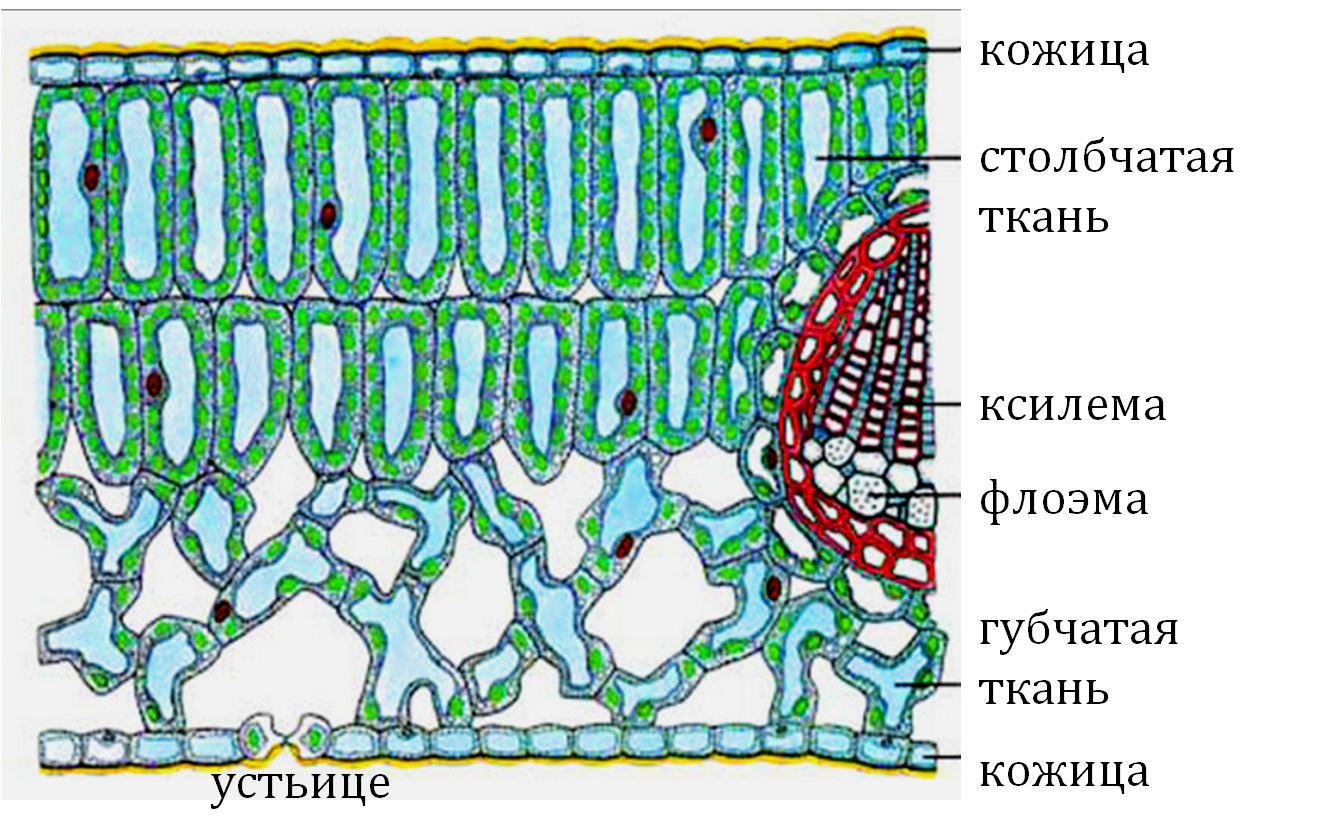 кожица
столбчатая
ткань
ксилема
флоэма
губчатая
ткань
кожица
устьице